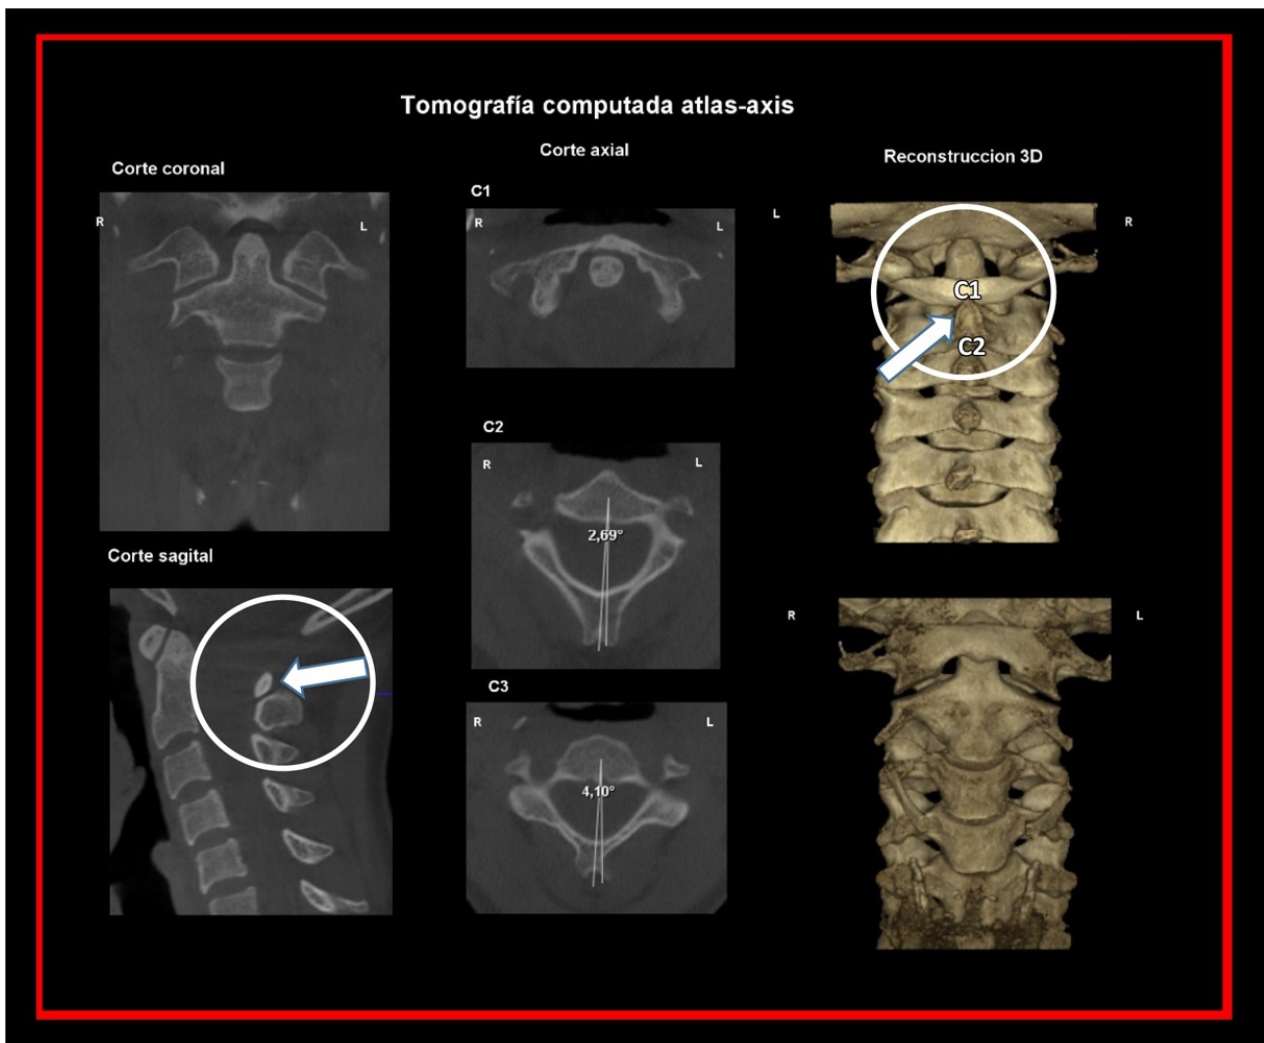 Tomografía computada atlas-axis
Corte coronal
R
L
Corte sagital
Corte axial
C1
R
L
C2
R
L
2,69°
C3
R
L
4,10°
Reconstruccion 3D
L
R
C1
C2
R
L